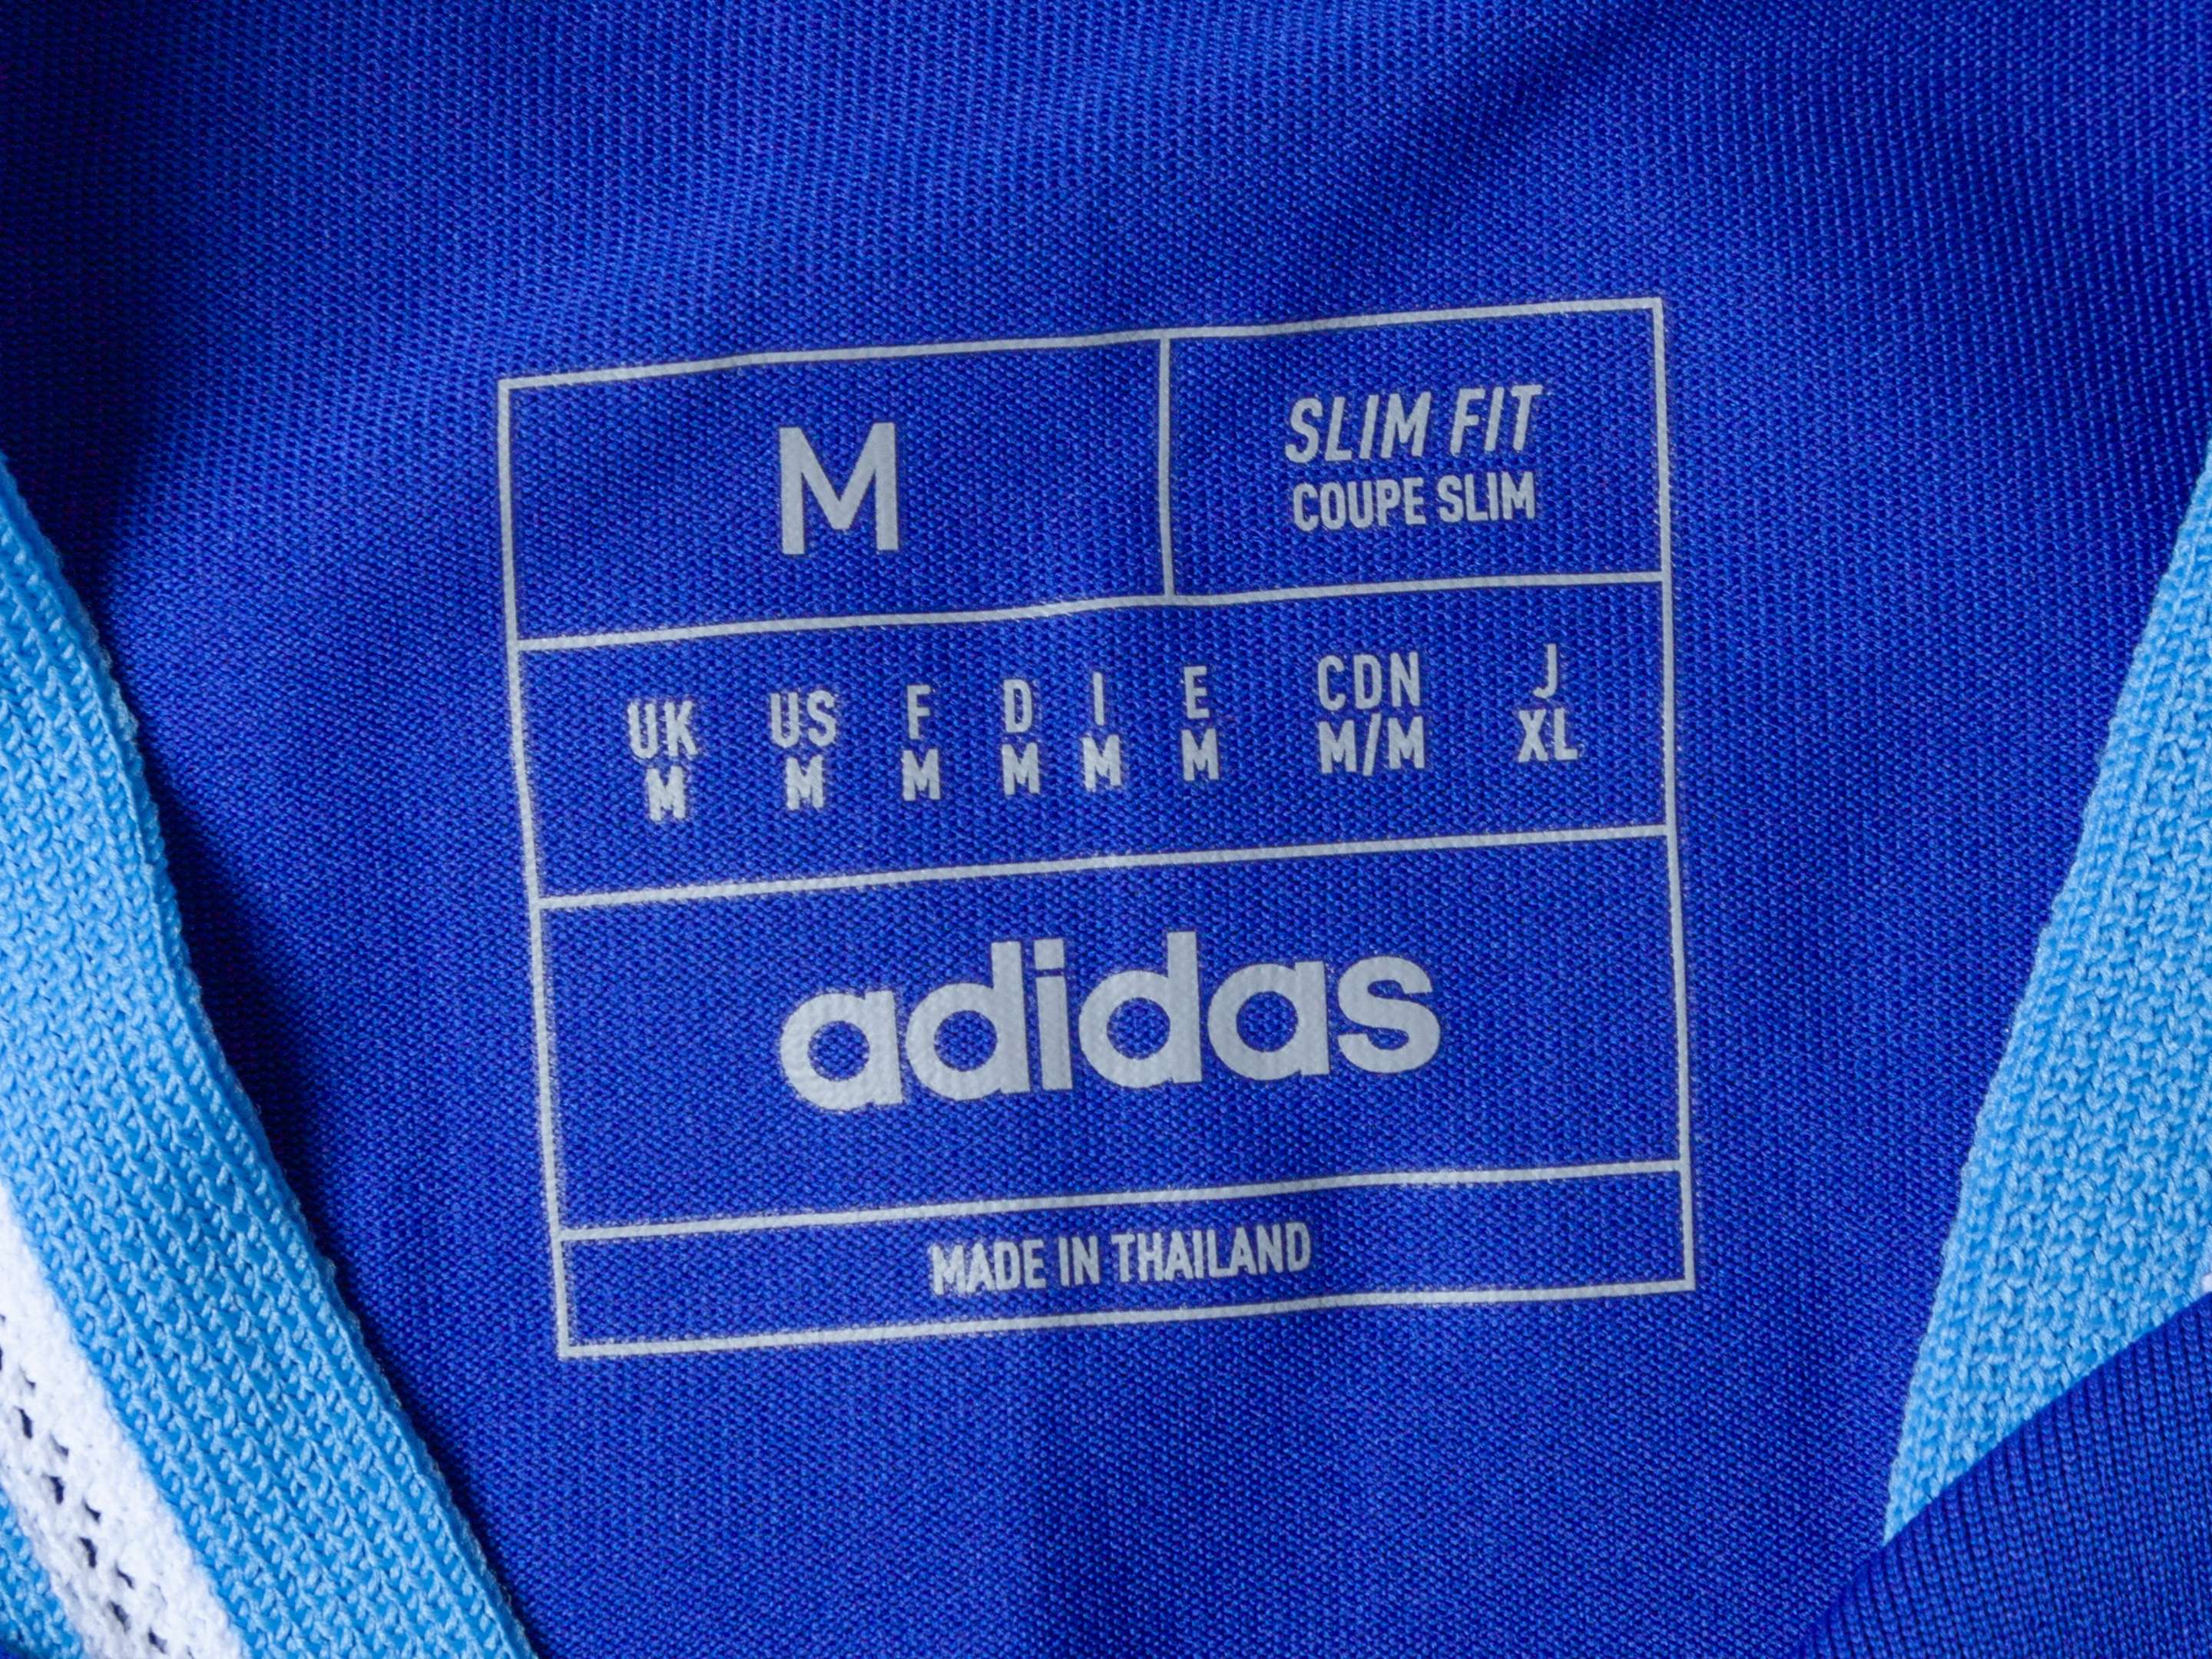 M
SLIM FIT
COUPE SLIM
UK US F D I E CDN J
M M M M M M M/M XL
adidas
MADE IN THAILAND